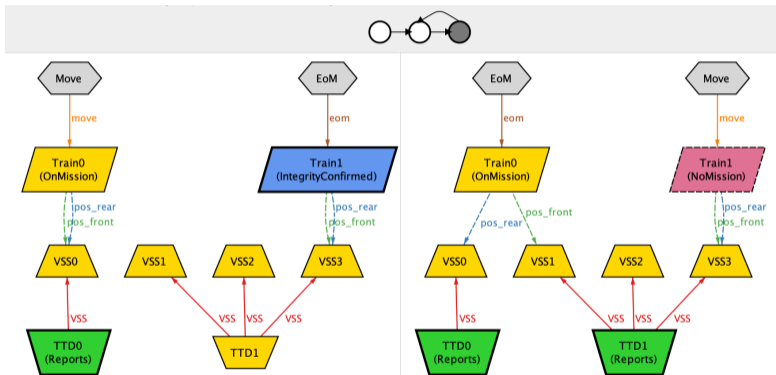 Move
EoM
move
eom
Train0
(OnMission)
Train1
(IntegrityConfirmed)
pos_rear
pos_front
pos_rear
pos_front
VSS0
VSS1
VSS2
VSS3
VSS
VSS
VSS
VSS
TTD0
(Reports)
TTD1
EoM
Move
eom
move
Train0
(OnMission)
Train1
(NoMission)
pos_rear
pos_front
pos_rear
pos_front
VSS0
VSS1
VSS2
VSS3
VSS
VSS
VSS
VSS
TTD0
(Reports)
TTD1
(Reports)